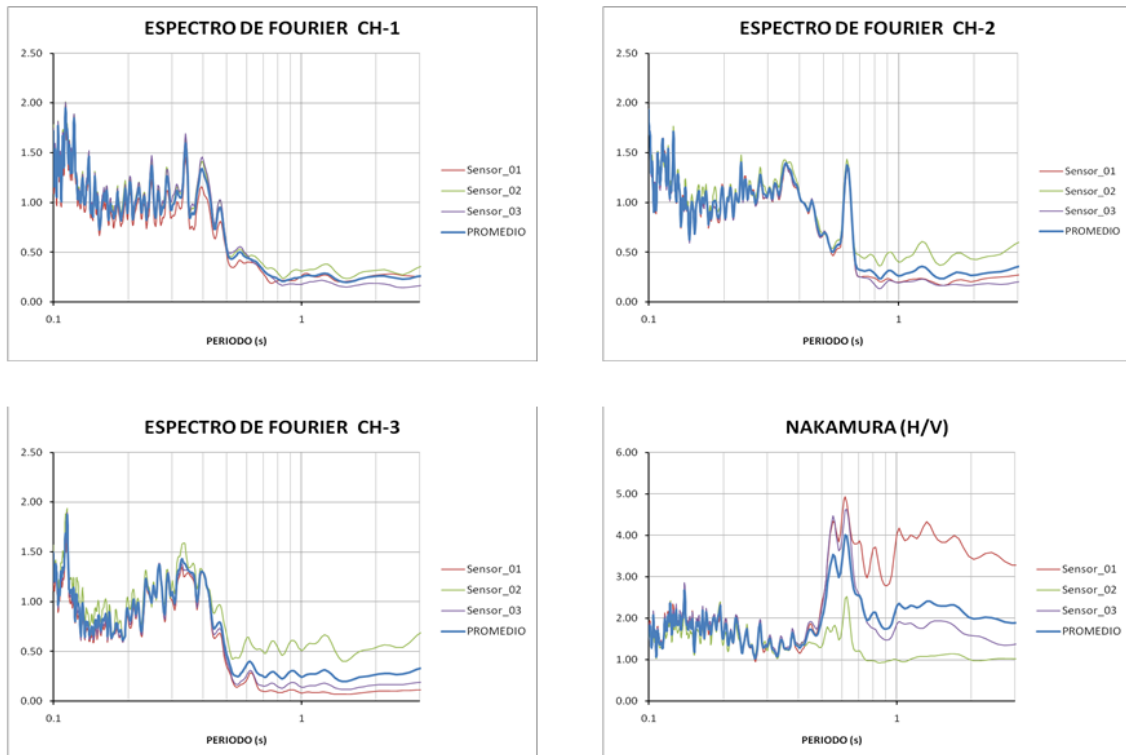 ESPECTRO DE FOURIER CH-1
2.50
2.00
1.50
1.00
0.50
0.00
0.1
1
PERIODO (s)
Sensor_01
Sensor_02
Sensor_03
PROMEDIO
ESPECTRO DE FOURIER CH-2
2.50
2.00
1.50
1.00
0.50
0.00
0.1
1
PERIODO (s)
Sensor_01
Sensor_02
Sensor_03
PROMEDIO
ESPECTRO DE FOURIER CH-3
2.50
2.00
1.50
1.00
0.50
0.00
0.1
1
PERIODO (s)
Sensor_01
Sensor_02
Sensor_03
PROMEDIO
NAKAMURA (H/V)
6.00
5.00
4.00
3.00
2.00
1.00
0.00
0.1
1
PERIODO (s)
Sensor_01
Sensor_02
Sensor_03
PROMEDIO